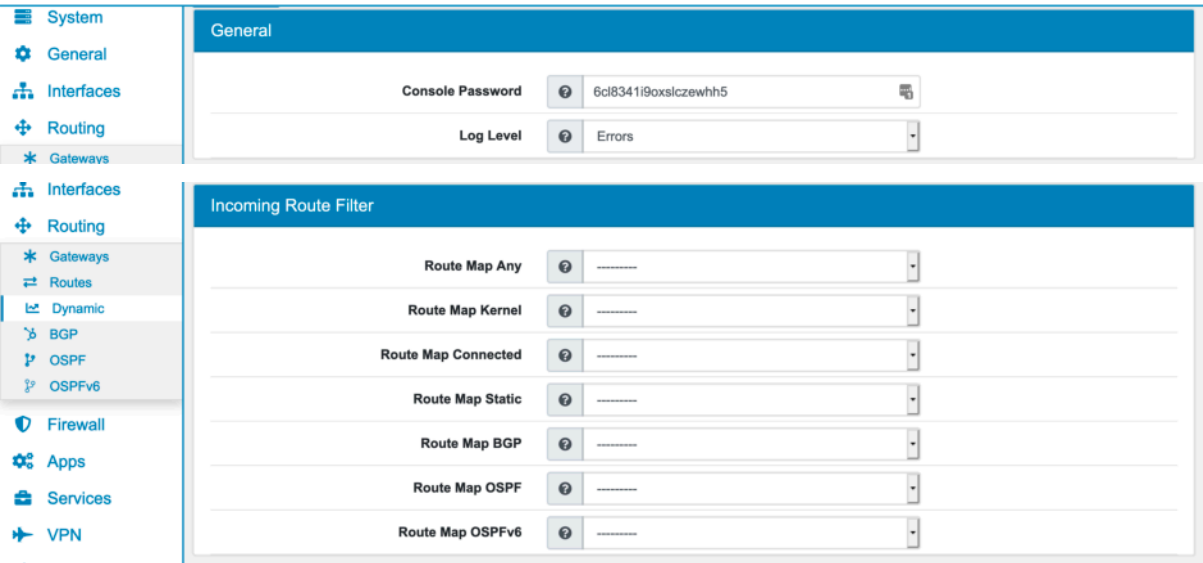 System
General
Interfaces
Routing
Gateways
General
Console Password
6cl8341i9oxslczewhh5
Log Level
Errors
Interfaces
Routing
Gateways
Routes
Dynamic
BGP
OSPF
OSPFv6
Firewall
Apps
Services
VPN
Incoming Route Filter
Route Map Any
---------
Route Map Kernel
---------
Route Map Connected
---------
Route Map Static
---------
Route Map BGP
---------
Route Map OSPF
---------
Route Map OSPFv6
---------